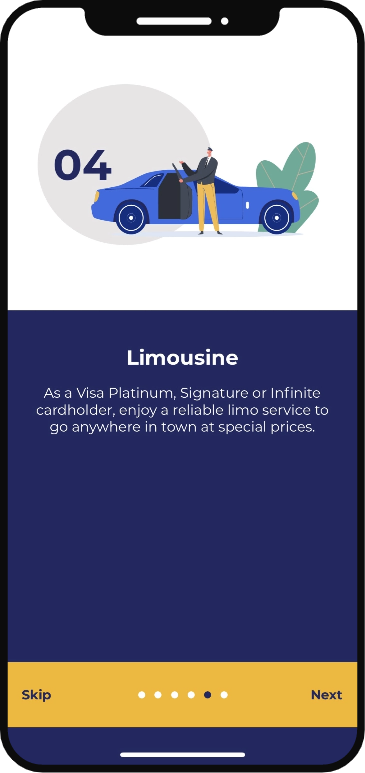 04
Limousine
As a Visa Platinum, Signature or Infinite
cardholder, enjoy a reliable limo service to
go anywhere in town at special prices.
Skip
Next